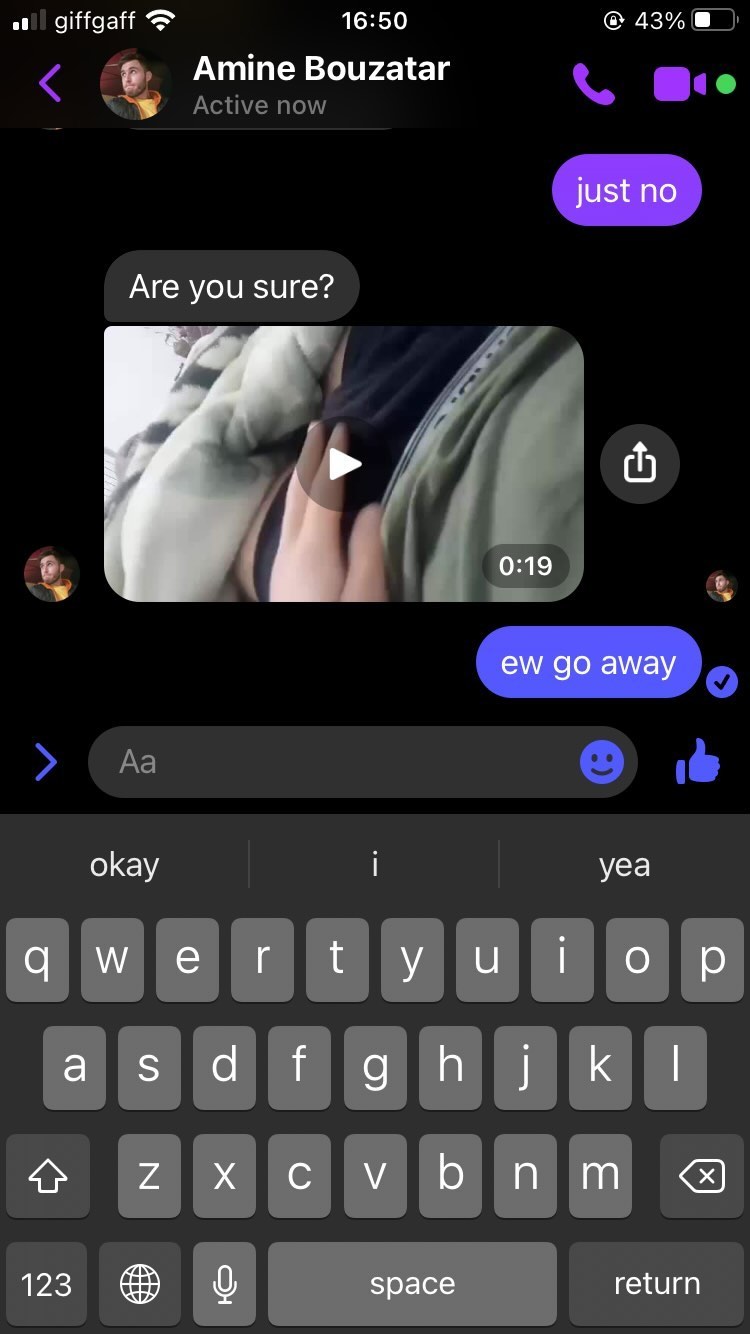 giffgaff 16:50 43%
Amine Bouzatar
Active now
just no
Are you sure?
0:19
ew go away
Aa
okay i yea
q w e r t y u i o p
a s d f g h j k l
z x c v b n m
123 space return